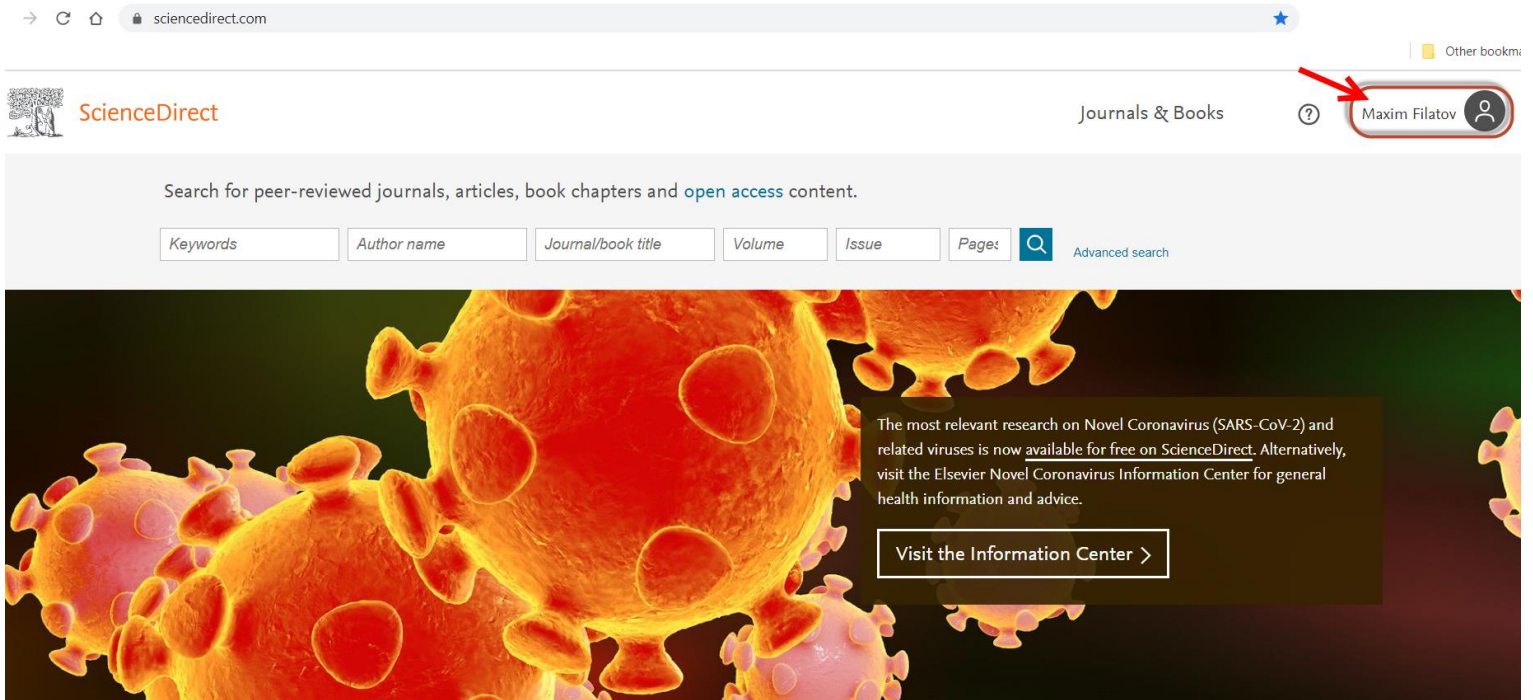 sciencedirect.com
Other bookma
ScienceDirect
Journals & Books
?
Maxim Filatov
Search for peer-reviewed journals, articles, book chapters and open access content.
Keywords
Author name
Journal/book title
Volume
Issue
Pages
Advanced search
The most relevant research on Novel Coronavirus (SARS-CoV-2) and
related viruses is now available for free on ScienceDirect. Alternatively,
visit the Elsevier Novel Coronavirus Information Center for general
health information and advice.
Visit the Information Center >